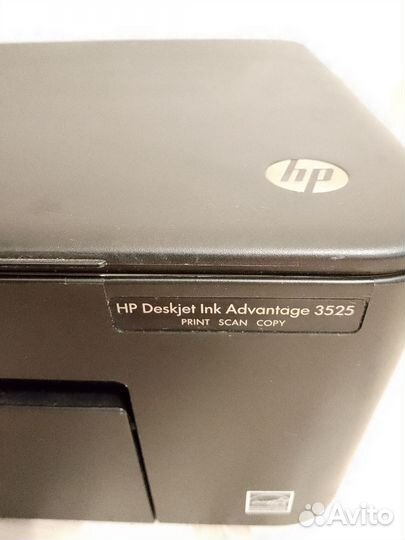 hp
HP Deskjet Ink Advantage 3525
PRINT SCAN COPY
Avito